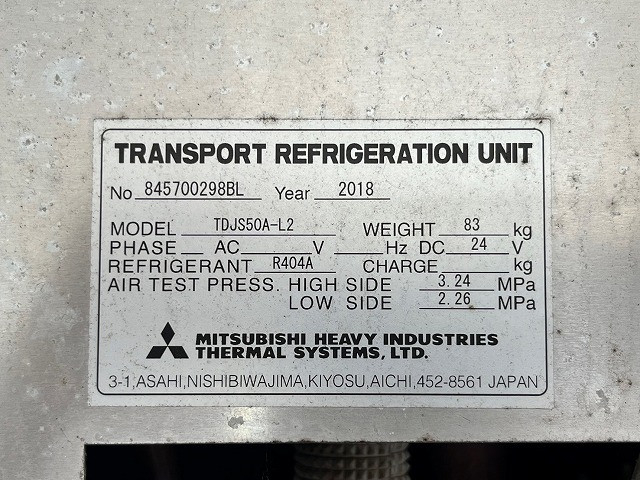 TRANSPORT REFRIGERATION UNIT
No 845700298BL Year 2018
MODEL TDJS50A-L2 WEIGHT 83 kg
PHASE AC V Hz DC 24 V
REFRIGERANT R404A CHARGE kg
AIR TEST PRESS. HIGH SIDE 3.24 MPa
LOW SIDE 2.26 MPa
MITSUBISHI HEAVY INDUSTRIES
THERMAL SYSTEMS, LTD.
3-1,ASAHI,NISHIBIWAJIMA,KIYOSU,AICHI,452-8561 JAPAN